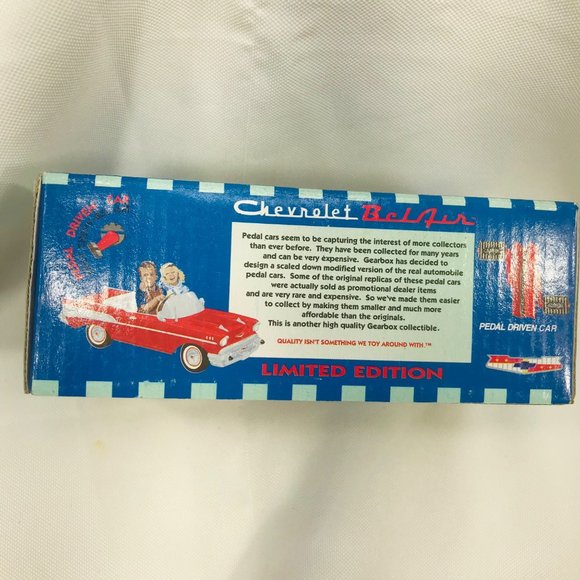 PEDAL DRIVEN CAR
Chevrolet BelAir
Pedal cars seem to be capturing the interest of more collectors
than ever before. They have been collected for many years
and can be very expensive. Gearbox has decided to
design a scaled down modified version of the real automobile
pedal cars. Some of the original replicas of these pedal cars
were actually sold as promotional dealer items
and are very rare and expensive. So we've made them easier
to collect by making them smaller and much more
affordable than the originals.
This is another high quality Gearbox collectible.
QUALITY ISN'T SOMETHING WE TOY AROUND WITH.™
LIMITED EDITION
PEDAL DRIVEN CAR